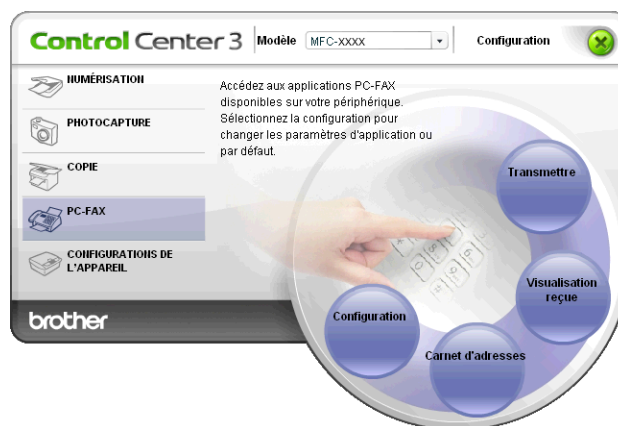 Control Center 3
Modèle
MFC-XXXX
Configuration
NUMÉRISATION
PHOTOCAPTURE
COPIE
PC-FAX
CONFIGURATIONS DE
L'APPAREIL
brother
Accédez aux applications PC-FAX
disponibles sur votre périphérique.
Sélectionnez la configuration pour
changer les paramètres d'application ou
par défaut.
Transmettre
Visualisation
reçue
Carnet d'adresses
Configuration